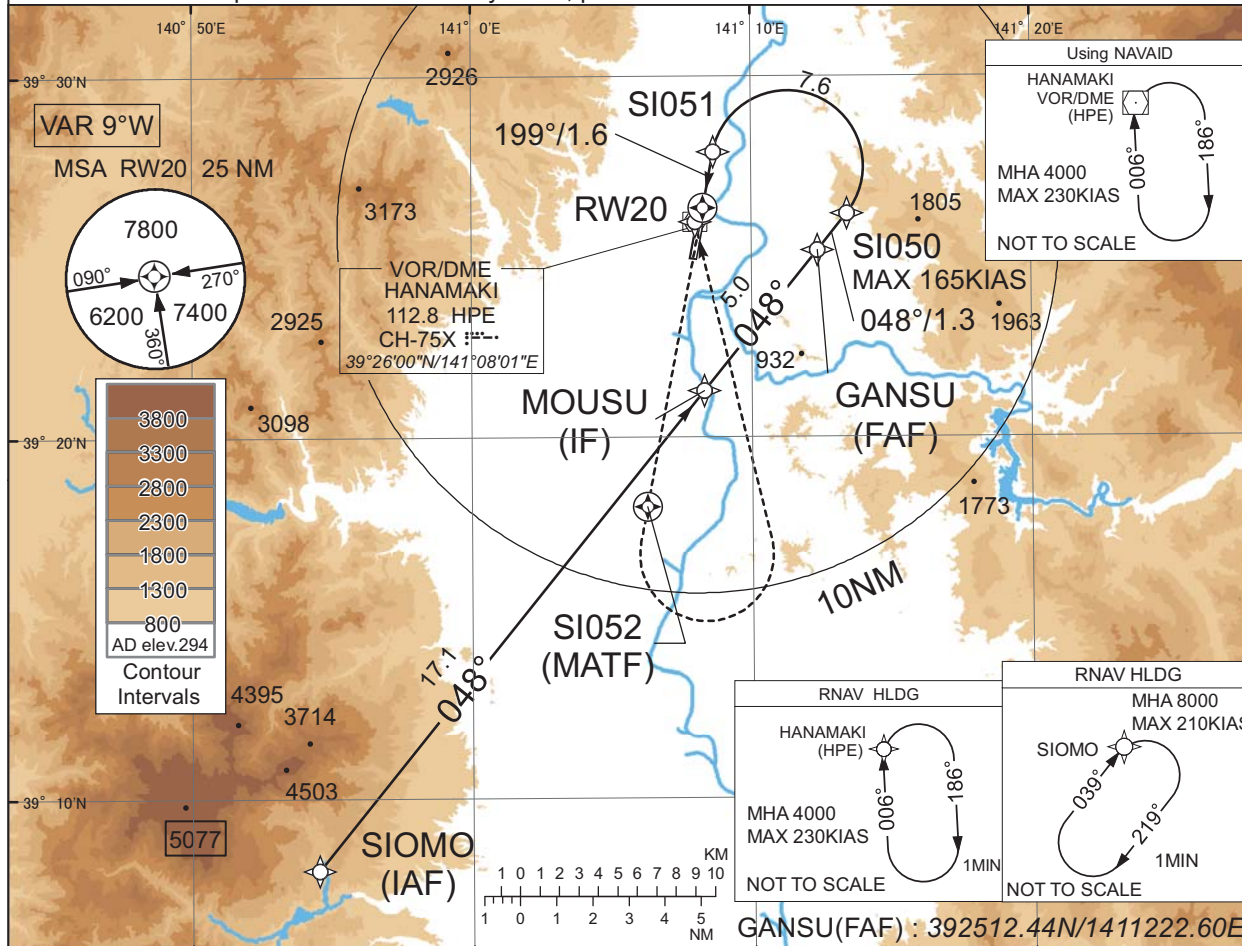 140° 50'E
141° 0'E
141° 10'E
141° 20'E
39° 30'N
39° 20'N
39° 10'N
2926
VAR 9°W
MSA RW20 25 NM
7800
090°
270°
6200
7400
360°
3173
2925
3098
SI051
199°/1.6
7.6
RW20
VOR/DME
HANAMAKI
112.8 HPE
CH-75X
39°26'00"N/141°08'01"E
1805
SI050
MAX 165KIAS
048°/1.3
1963
5.0
048°
932
MOUSU
(IF)
GANSU
(FAF)
1773
10NM
SI052
(MATF)
17.1
048°
3800
3300
2800
2300
1800
1300
800
AD elev.294
Contour
Intervals
4395
3714
4503
5077
SIOMO
(IAF)
KM
1 0 1 2 3 4 5 6 7 8 9 10
1 0 1 2 3 4 5
NM
Using NAVAID
HANAMAKI
VOR/DME
(HPE)
006°
186°
MHA 4000
MAX 230KIAS
NOT TO SCALE
RNAV HLDG
HANAMAKI
(HPE)
006°
186°
MHA 4000
MAX 230KIAS
1MIN
NOT TO SCALE
RNAV HLDG
MHA 8000
MAX 210KIAS
SIOMO
039°
219°
1MIN
NOT TO SCALE
GANSU(FAF) : 392512.44N/1411222.60E